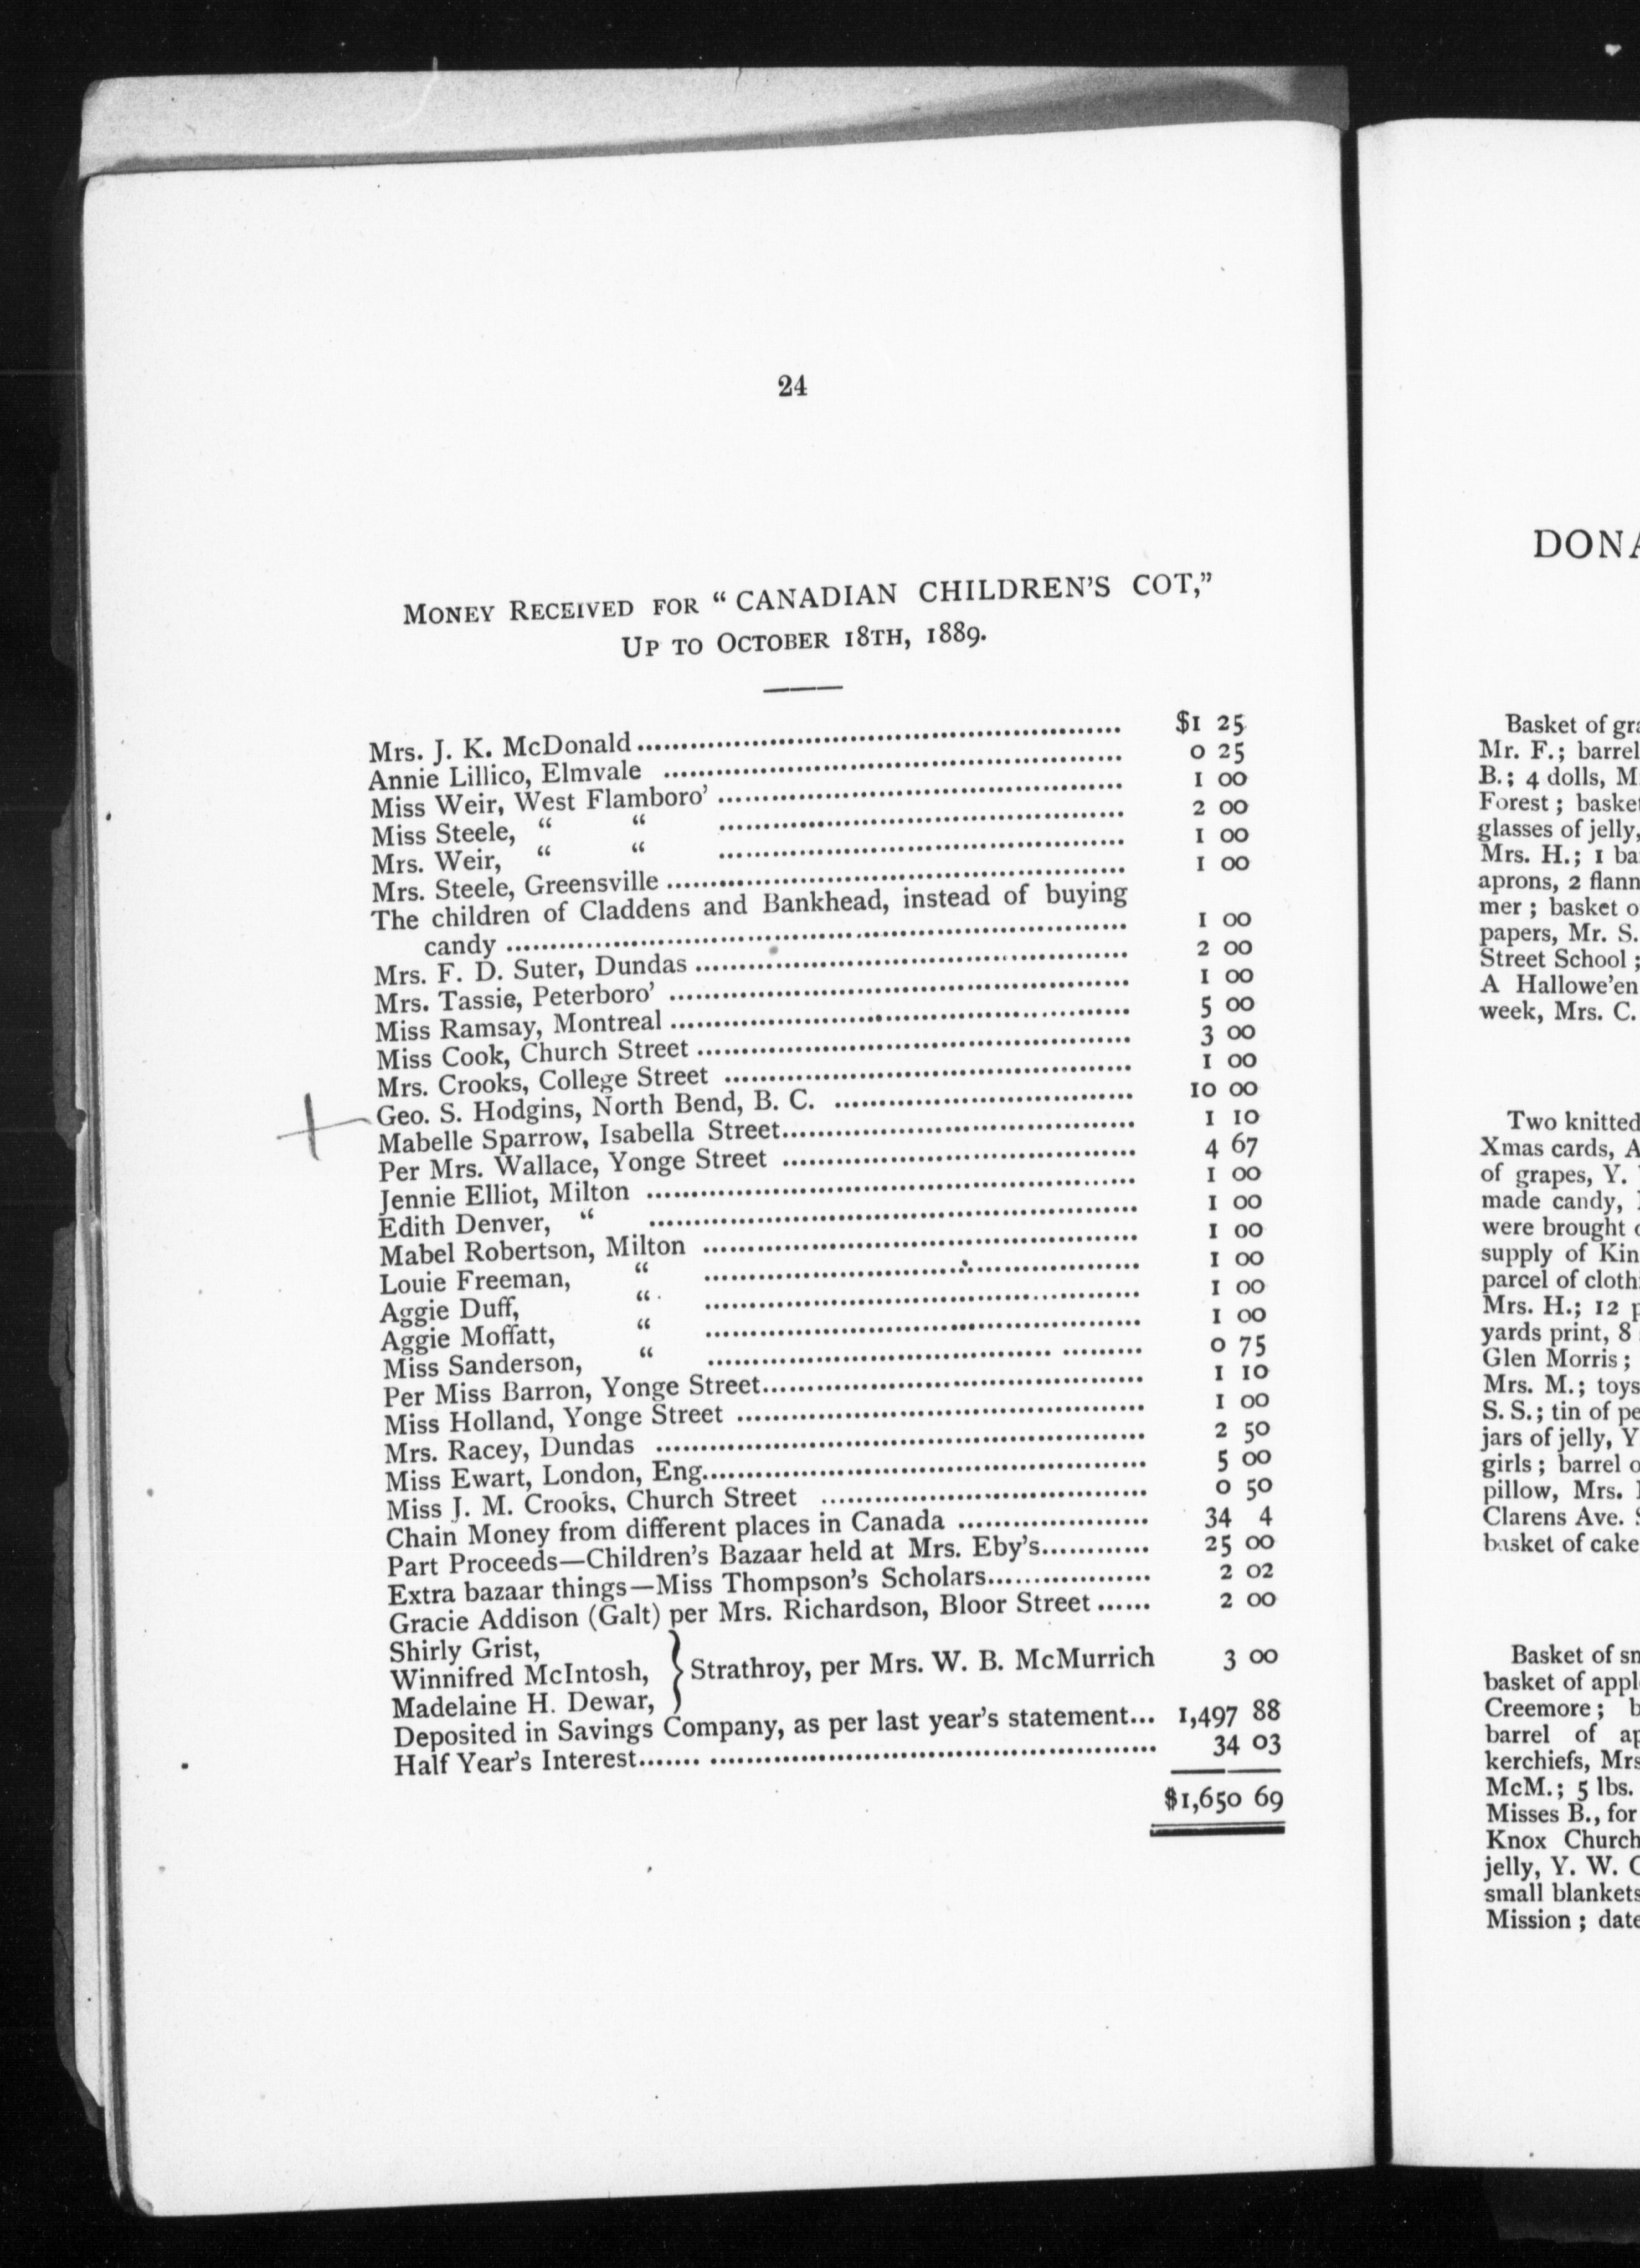 24
MONEY RECEIVED FOR “CANADIAN CHILDREN'S COT,”
UP TO OCTOBER 18TH, 1889.
Mrs. J. K. McDonald ........ $1 25
Annie Lillico, Elmvale ........ 0 25
Miss Weir, West Flamboro' ........ 1 00
Miss Steele, “ “ ........ 2 00
Mrs. Weir, “ “ ........ 1 00
Mrs. Steele, Greensville ........ 1 00
The children of Claddens and Bankhead, instead of buying
candy ........ 1 00
Mrs. F. D. Suter, Dundas ........ 2 00
Mrs. Tassie, Peterboro' ........ 1 00
Miss Ramsay, Montreal ........ 5 00
Miss Cook, Church Street ........ 3 00
Mrs. Crooks, College Street ........ 1 00
Geo. S. Hodgins, North Bend, B. C. ........ 10 00
Mabelle Sparrow, Isabella Street ........ 1 10
Per Mrs. Wallace, Yonge Street ........ 4 67
Jennie Elliot, Milton ........ 1 00
Edith Denver, “ ........ 1 00
Mabel Robertson, Milton ........ 1 00
Louie Freeman, “ ........ 1 00
Aggie Duff, “ ........ 1 00
Aggie Moffatt, “ ........ 1 00
Miss Sanderson, “ ........ 0 75
Per Miss Barron, Yonge Street ........ 1 10
Miss Holland, Yonge Street ........ 1 00
Mrs. Racey, Dundas ........ 2 50
Miss Ewart, London, Eng. ........ 5 00
Miss J. M. Crooks, Church Street ........ 0 50
Chain Money from different places in Canada ........ 34 4
Part Proceeds—Children's Bazaar held at Mrs. Eby's ........ 25 00
Extra bazaar things—Miss Thompson's Scholars ........ 2 02
Gracie Addison (Galt) per Mrs. Richardson, Bloor Street ...... 2 00
Shirly Grist,
Winnifred McIntosh, } Strathroy, per Mrs. W. B. McMurrich 3 00
Madelaine H. Dewar,
Deposited in Savings Company, as per last year's statement... 1,497 88
Half Year's Interest ........ 34 03
$1,650 69
DONA
Basket of gra
Mr. F.; barrel
B.; 4 dolls, M
Forest; basket
glasses of jelly,
Mrs. H.; 1 ba
aprons, 2 flann
mer; basket o
papers, Mr. S.
Street School;
A Hallowe'en
week, Mrs. C.
Two knitted
Xmas cards, A
of grapes, Y.
made candy,
were brought
supply of Kin
parcel of cloth
Mrs. H.; 12 p
yards print, 8
Glen Morris;
Mrs. M.; toys
S. S.; tin of pe
jars of jelly, Y
girls; barrel o
pillow, Mrs.
Clarens Ave.
basket of cake
Basket of sm
basket of appl
Creemore; b
barrel of ap
kerchiefs, Mrs
McM.; 5 lbs.
Misses B., for
Knox Church
jelly, Y. W. C
small blankets
Mission; date